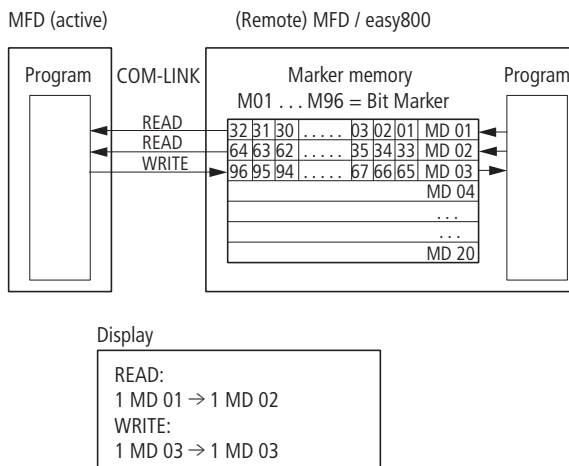 MFD (active) (Remote) MFD / easy800
Program COM-LINK Marker memory Program
M01 . . . M96 = Bit Marker
READ 32 31 30 . . . . . 03 02 01 MD 01
READ 64 63 62 . . . . . 35 34 33 MD 02
WRITE 96 95 94 . . . . . 67 66 65 MD 03
MD 04
. . .
. . .
MD 20
Display
READ:
1 MD 01 → 1 MD 02
WRITE:
1 MD 03 → 1 MD 03